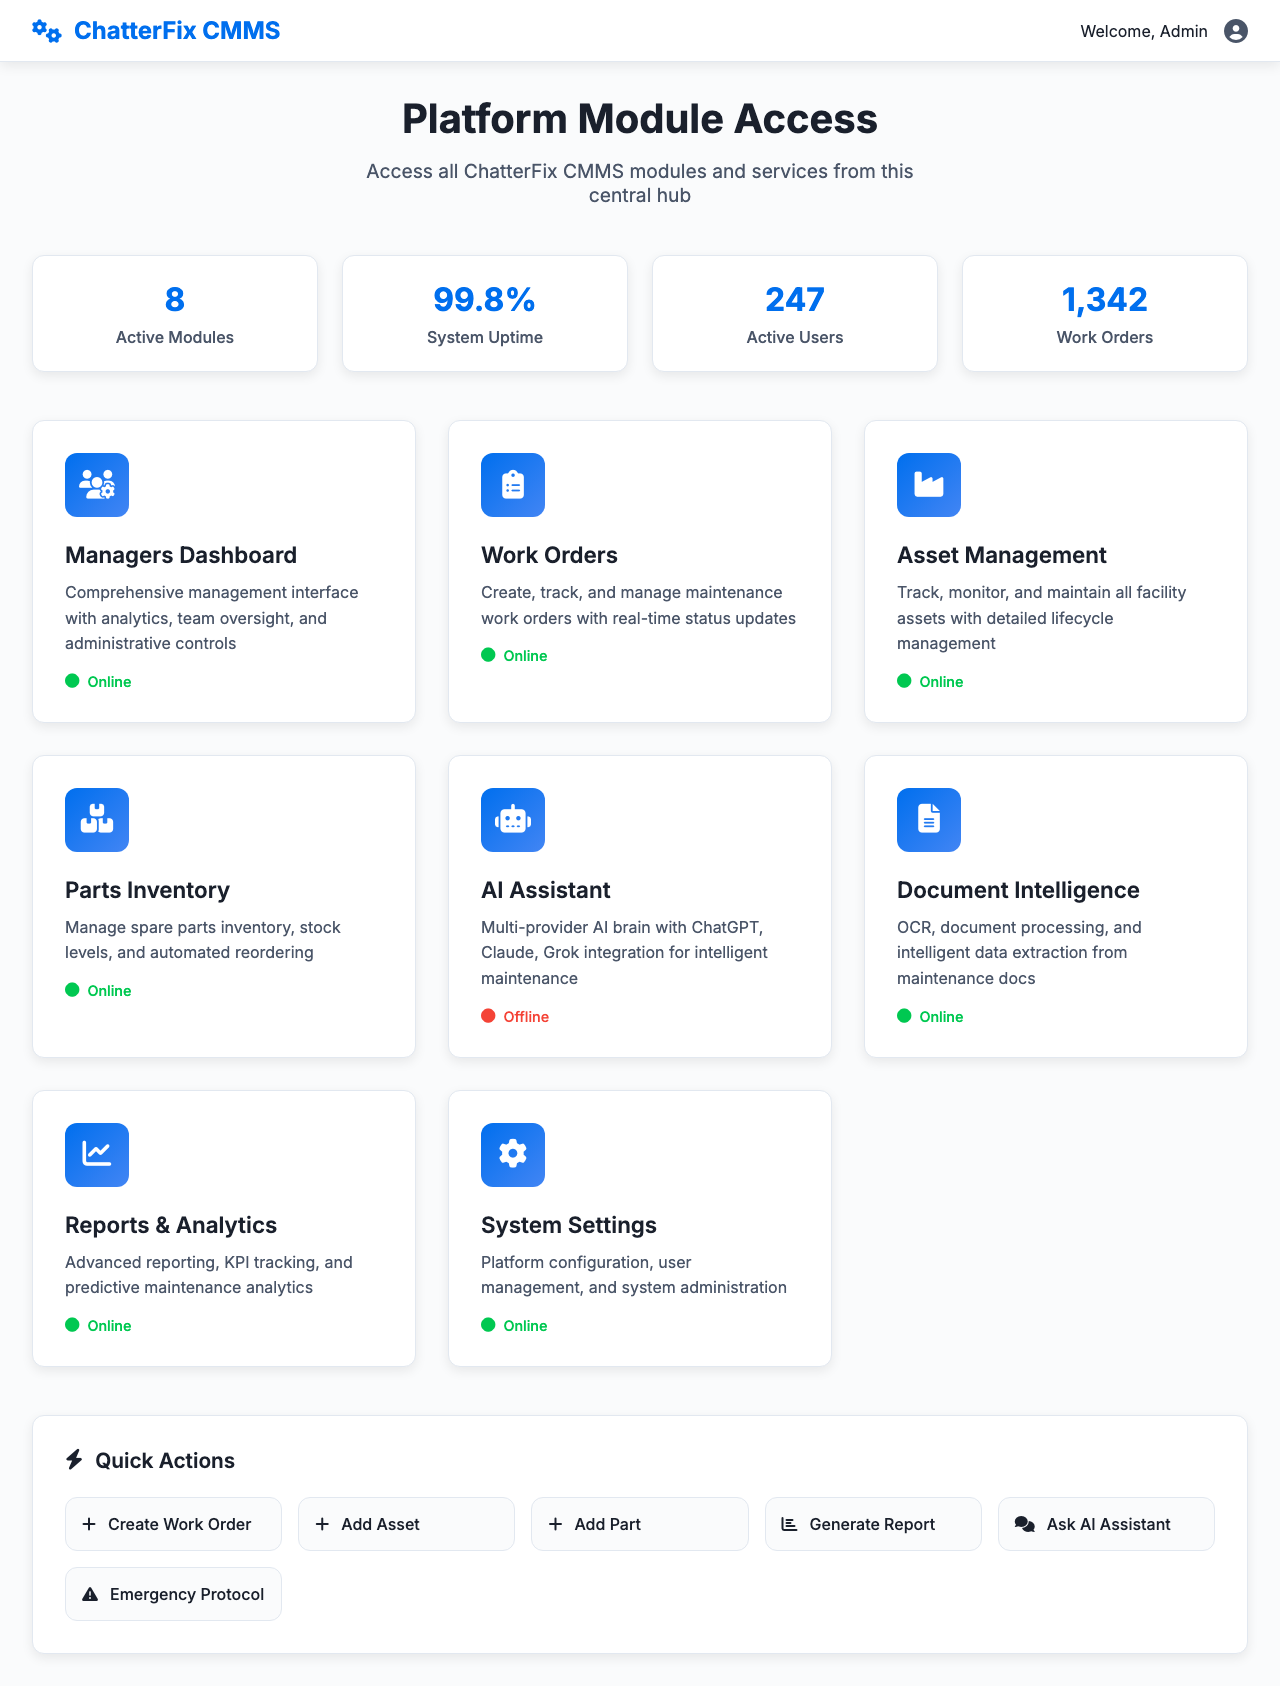 ChatterFix CMMS
Welcome, Admin
Platform Module Access
Access all ChatterFix CMMS modules and services from this
central hub
8
Active Modules
99.8%
System Uptime
247
Active Users
1,342
Work Orders
Managers Dashboard
Comprehensive management interface
with analytics, team oversight, and
administrative controls
Online
Work Orders
Create, track, and manage maintenance
work orders with real-time status updates
Online
Asset Management
Track, monitor, and maintain all facility
assets with detailed lifecycle
management
Online
Parts Inventory
Manage spare parts inventory, stock
levels, and automated reordering
Online
AI Assistant
Multi-provider AI brain with ChatGPT,
Claude, Grok integration for intelligent
maintenance
Offline
Document Intelligence
OCR, document processing, and
intelligent data extraction from
maintenance docs
Online
Reports & Analytics
Advanced reporting, KPI tracking, and
predictive maintenance analytics
Online
System Settings
Platform configuration, user
management, and system administration
Online
Quick Actions
Create Work Order
Add Asset
Add Part
Generate Report
Ask AI Assistant
Emergency Protocol